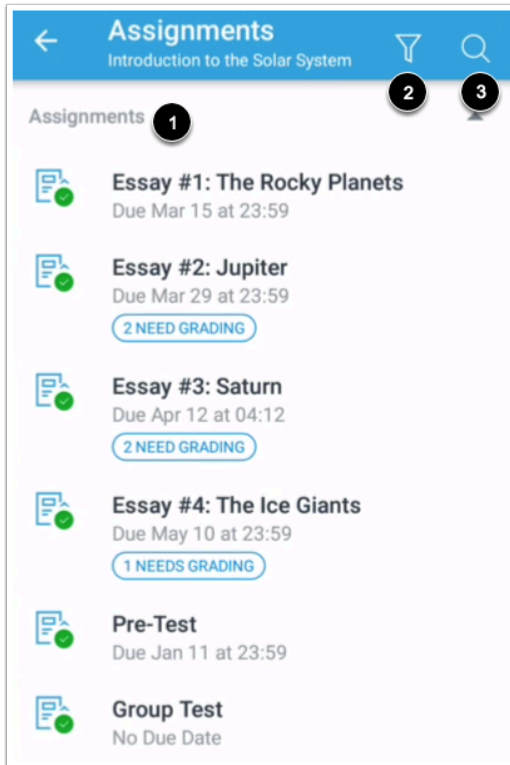 Assignments
Introduction to the Solar System
2
3
Assignments 1
Essay #1: The Rocky Planets
Due Mar 15 at 23:59
Essay #2: Jupiter
Due Mar 29 at 23:59
2 NEED GRADING
Essay #3: Saturn
Due Apr 12 at 04:12
2 NEED GRADING
Essay #4: The Ice Giants
Due May 10 at 23:59
1 NEEDS GRADING
Pre-Test
Due Jan 11 at 23:59
Group Test
No Due Date